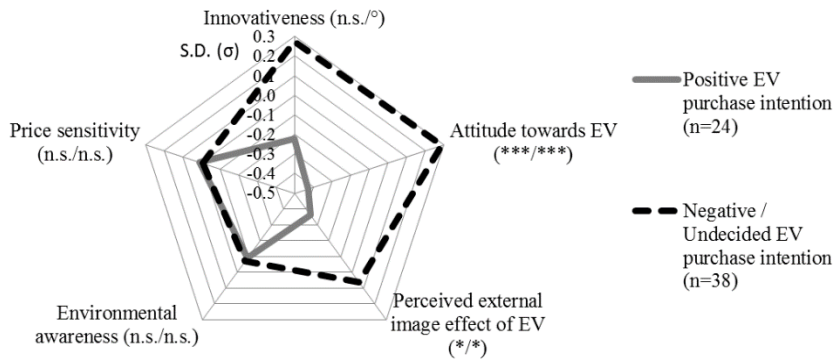 Innovativeness (n.s./°)
S.D. (σ)
0.3
0.2
0.1
0.0
-0.1
-0.2
-0.3
-0.4
-0.5
Attitude towards EV
(***/***)
Perceived external
image effect of EV
(*/*)
Environmental
awareness (n.s./n.s.)
Price sensitivity
(n.s./n.s.)
Positive EV
purchase intention
(n=24)
Negative /
Undecided EV
purchase intention
(n=38)